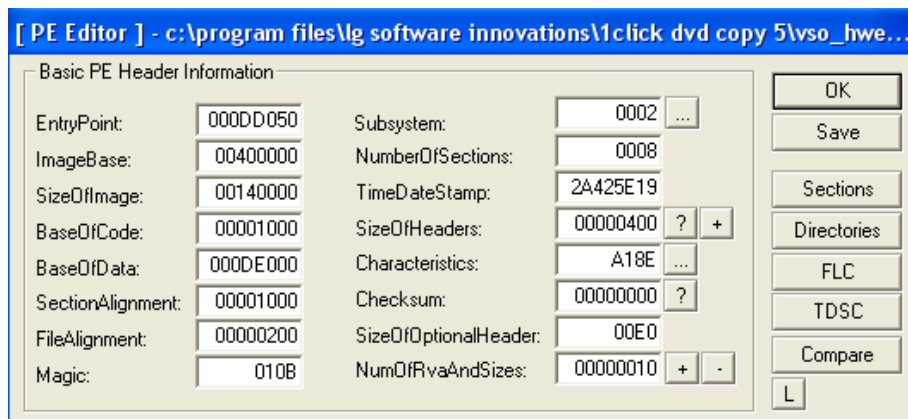 [ PE Editor ] - c:\program files\lg software innovations\1click dvd copy 5\vso_hwe...
Basic PE Header Information
EntryPoint: 000DD050
ImageBase: 00400000
SizeOfImage: 00140000
BaseOfCode: 00001000
BaseOfData: 000DE000
SectionAlignment: 00001000
FileAlignment: 00000200
Magic: 010B
Subsystem: 0002 ...
NumberOfSections: 0008
TimeDateStamp: 2A425E19
SizeOfHeaders: 00000400 ? +
Characteristics: A18E ...
Checksum: 00000000 ?
SizeOfOptionalHeader: 00E0
NumOfRvaAndSizes: 00000010 + -
OK
Save
Sections
Directories
FLC
TDSC
Compare
L